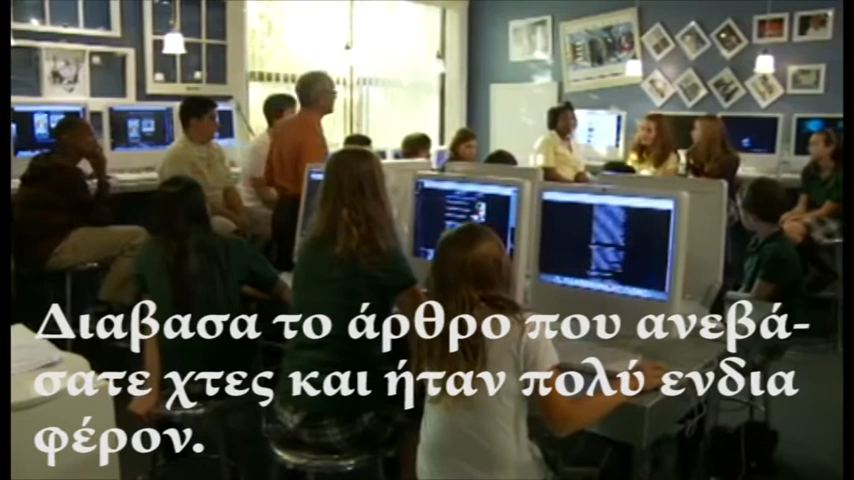 Διαβασα το άρθρο που ανεβά-
σατε χτες και ήταν πολύ ενδια
φέρον.